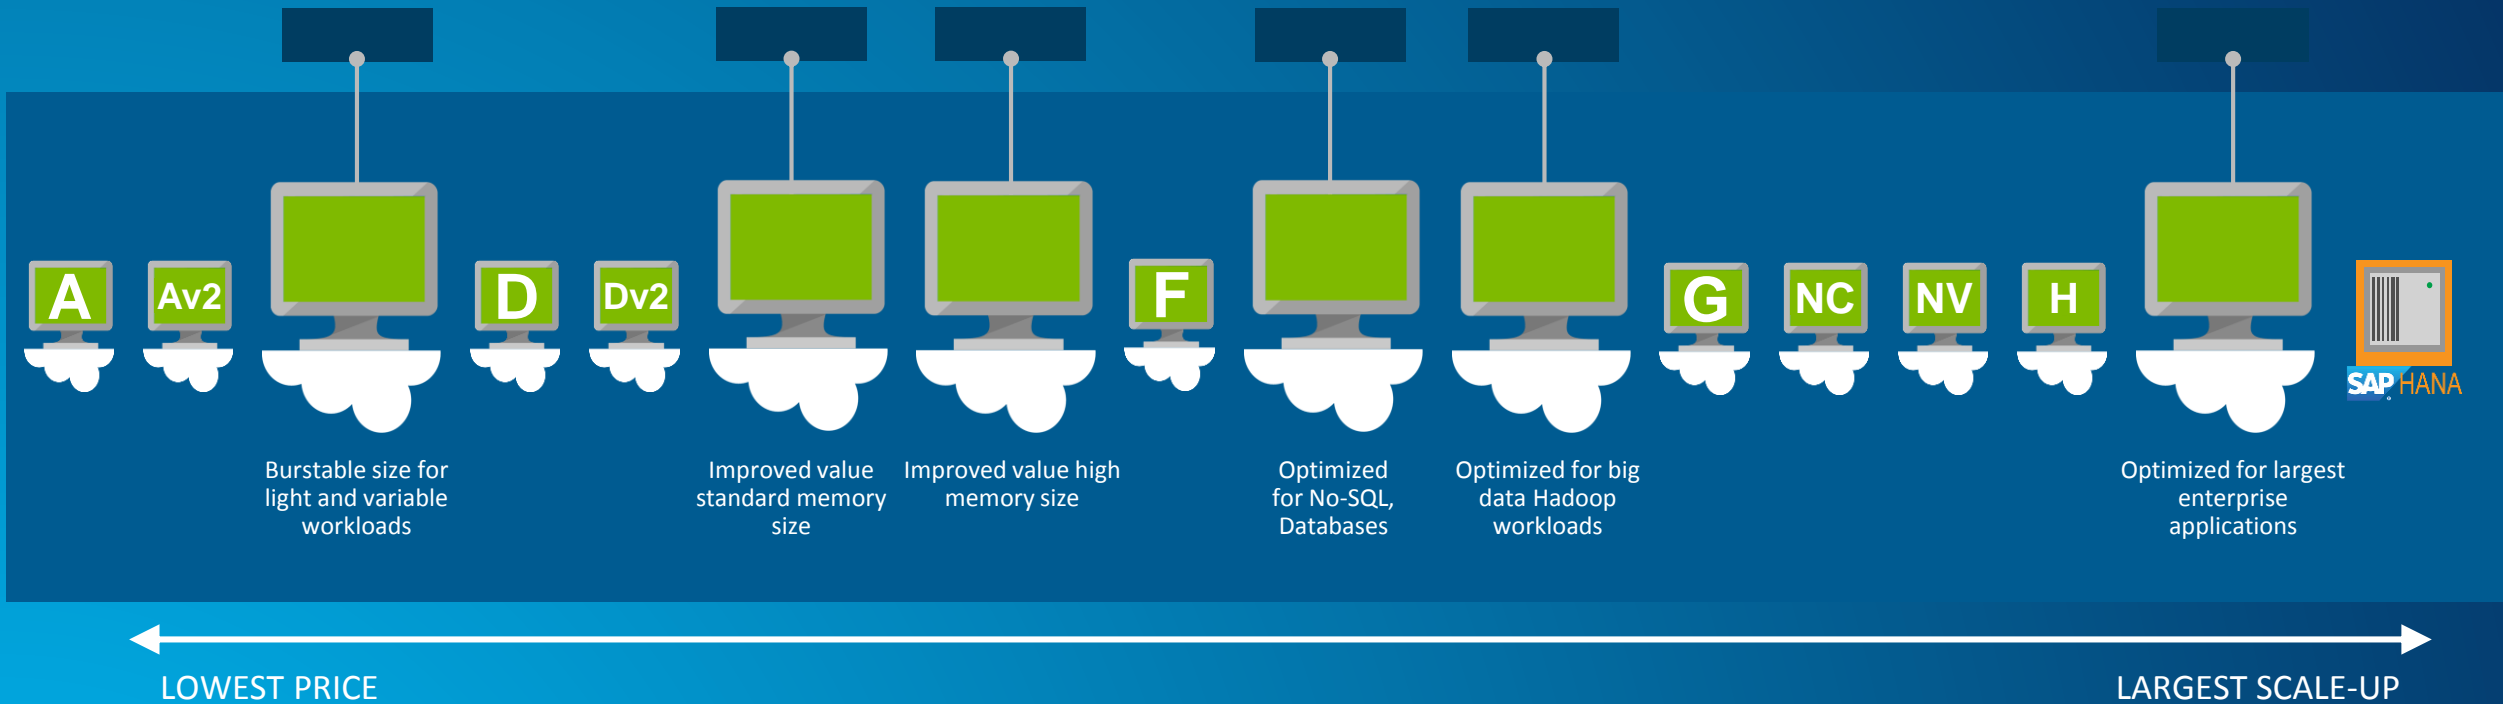 A
Av2
D
Dv2
F
G
NC
NV
H
SAP HANA
Burstable size for
light and variable
workloads
Improved value
standard memory
size
Improved value high
memory size
Optimized
for No-SQL,
Databases
Optimized for big
data Hadoop
workloads
Optimized for largest
enterprise
applications
LOWEST PRICE
LARGEST SCALE-UP